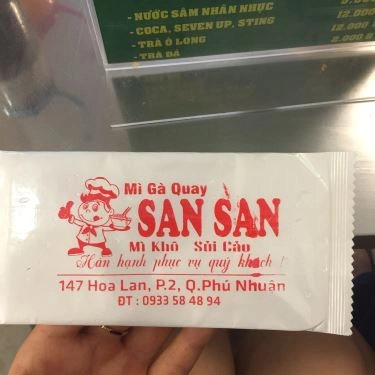 - NƯỚC SÂM NHÃN NHỤC
- COCA, SEVEN UP, STING 12.000
- TRÀ Ô LONG 12.000
- TRÀ ĐÁ 2.000 Đ
Mì Gà Quay
SAN SAN
Mì Khô Sủi Cảo
Hân hạnh phục vụ quý khách !
147 Hoa Lan, P.2, Q.Phú Nhuận
ĐT : 0933 58 48 94